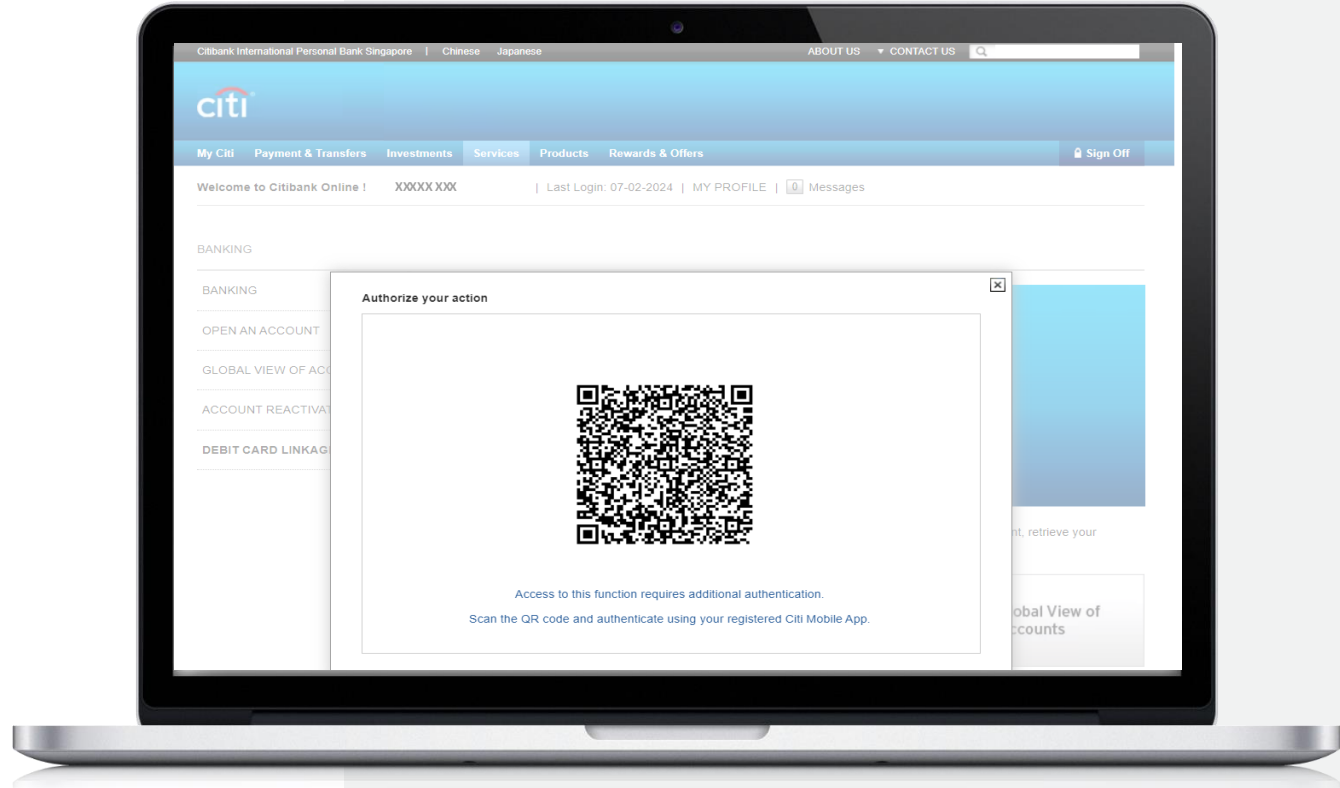 Citibank International Personal Bank Singapore | Chinese Japanese ABOUT US ▼ CONTACT US
citi
My Citi Payment & Transfers Investments Services Products Rewards & Offers Sign Off
Welcome to Citibank Online ! XXXXX XXX | Last Login: 07-02-2024 | MY PROFILE | 0 Messages
BANKING
BANKING
OPEN AN ACCOUNT
GLOBAL VIEW OF ACC
ACCOUNT REACTIVAT
DEBIT CARD LINKAG
Authorize your action
Access to this function requires additional authentication.
Scan the QR code and authenticate using your registered Citi Mobile App.
nt, retrieve your
obal View of
ccounts